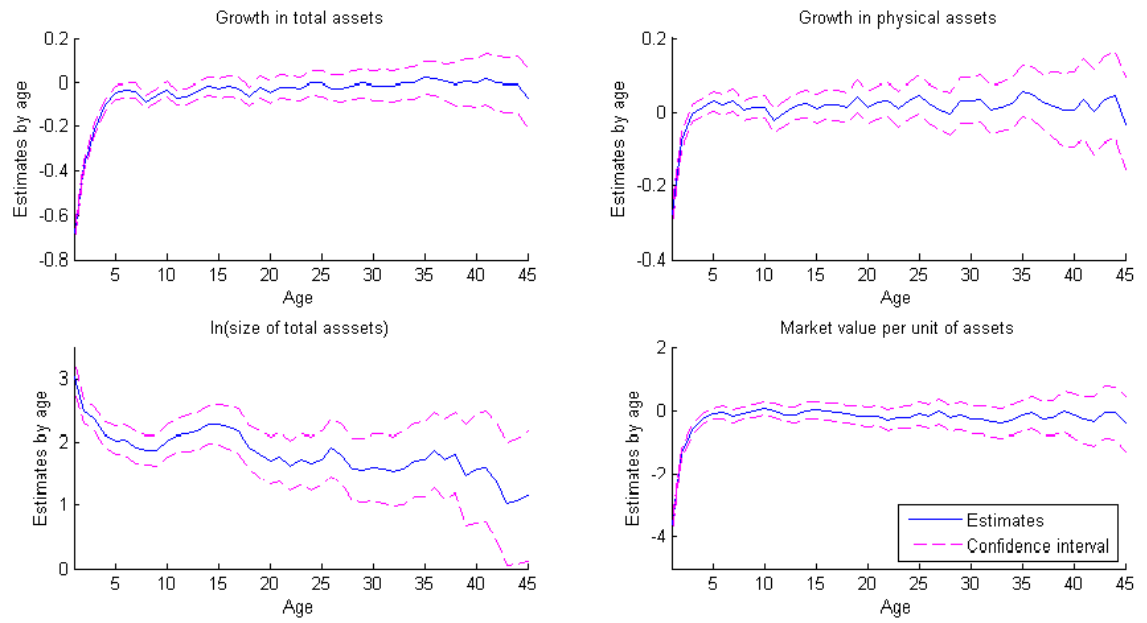 Growth in total assets
0.2
0
-0.2
-0.4
-0.6
-0.8
Estimates by age
5 10 15 20 25 30 35 40 45
Age
Growth in physical assets
0.2
0
-0.2
-0.4
Estimates by age
5 10 15 20 25 30 35 40 45
Age
ln(size of total asssets)
3
2
1
0
Estimates by age
5 10 15 20 25 30 35 40 45
Age
Market value per unit of assets
2
0
-2
-4
Estimates by age
5 10 15 20 25 30 35 40 45
Age
Estimates
Confidence interval